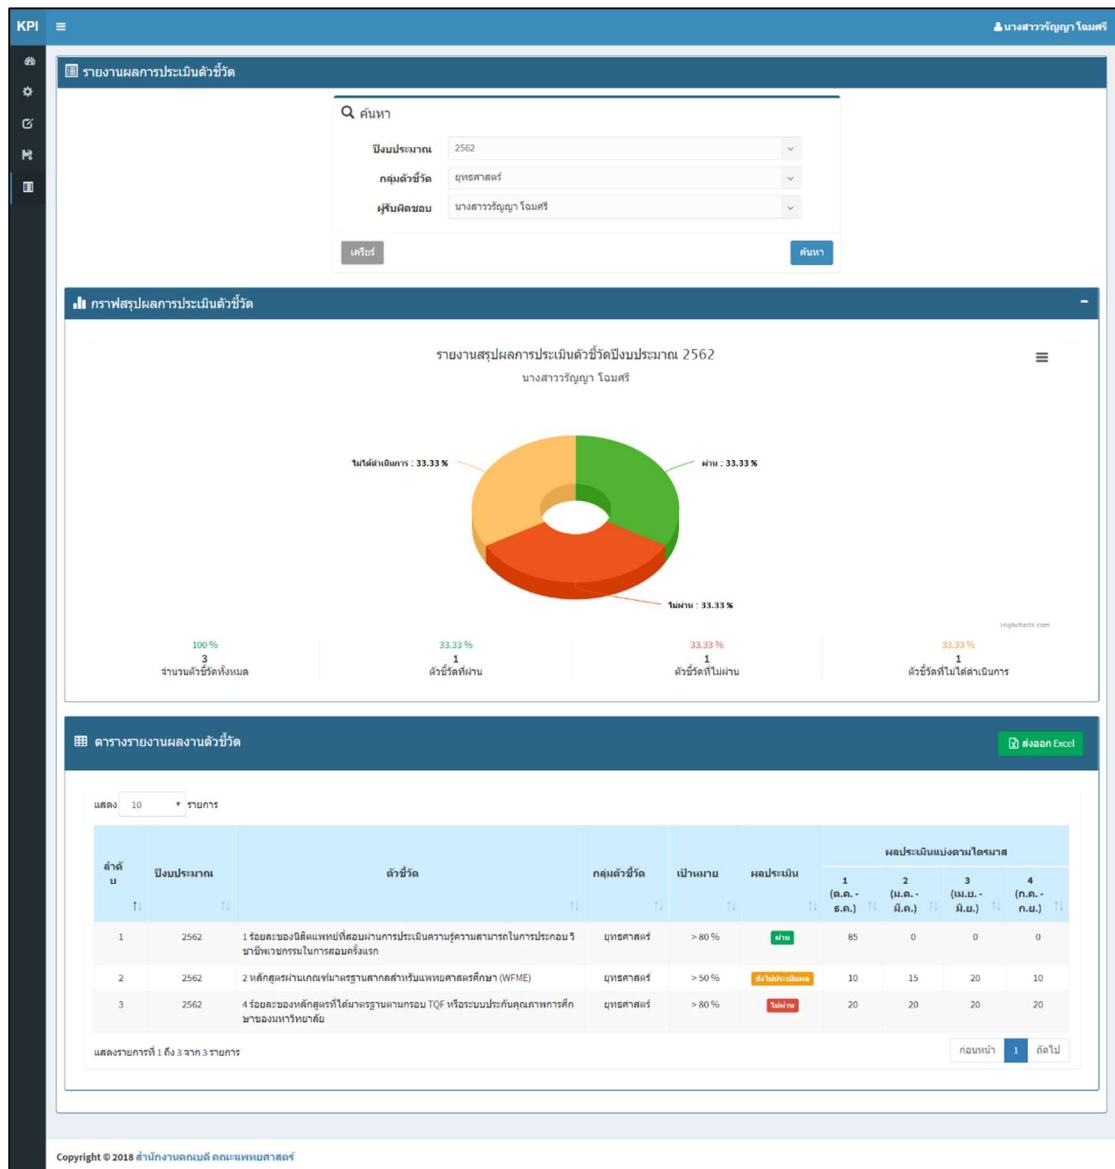 KPI
นางสาววรัญญา โฉมศรี
รายงานผลการประเมินตัวชี้วัด
ค้นหา
ปีงบประมาณ 2562
กลุ่มตัวชี้วัด ยุทธศาสตร์
ผู้รับผิดชอบ นางสาววรัญญา โฉมศรี
เคลียร์ ค้นหา
กราฟสรุปผลการประเมินตัวชี้วัด
รายงานสรุปผลการประเมินตัวชี้วัดปีงบประมาณ 2562
นางสาววรัญญา โฉมศรี
ไม่ได้ดำเนินการ : 33.33 %
ผ่าน : 33.33 %
ไม่ผ่าน : 33.33 %
Highcharts.com
100 % 33.33 % 33.33 % 33.33 %
3 1 1 1
จำนวนตัวชี้วัดทั้งหมด ตัวชี้วัดที่ผ่าน ตัวชี้วัดที่ไม่ผ่าน ตัวชี้วัดที่ไม่ได้ดำเนินการ
ตารางรายงานผลงานตัวชี้วัด
ส่งออก Excel
แสดง 10 รายการ
ผลประเมินแบ่งตามไตรมาส
ลำดั
บ
ปีงบประมาณ ตัวชี้วัด กลุ่มตัวชี้วัด เป้าหมาย ผลประเมิน
1 2 3 4
(ต.ค. - (ม.ค. - (เม.ย. - (ก.ค. -
ธ.ค.) มี.ค.) มิ.ย.) ก.ย.)
1 2562 1 ร้อยละของนิสิตแพทย์ที่สอบผ่านการประเมินความรู้ความสามารถในการประกอบวิ ยุทธศาสตร์ > 80 % ผ่าน 85 0 0 0
ชาชีพเวชกรรมในการสอบครั้งแรก
2 2562 2 หลักสูตรผ่านเกณฑ์มาตรฐานสากลสำหรับแพทยศาสตรศึกษา (WFME) ยุทธศาสตร์ > 50 % ยังไม่ประเมินผล 10 15 20 10
3 2562 4 ร้อยละของหลักสูตรที่ได้มาตรฐานตามกรอบ TQF หรือระบบประกันคุณภาพการศึก ยุทธศาสตร์ > 80 % ไม่ผ่าน 20 20 20 20
ษาของมหาวิทยาลัย
แสดงรายการที่ 1 ถึง 3 จาก 3 รายการ
ก่อนหน้า 1 ถัดไป
Copyright © 2018 สำนักงานคณบดี คณะแพทยศาสตร์